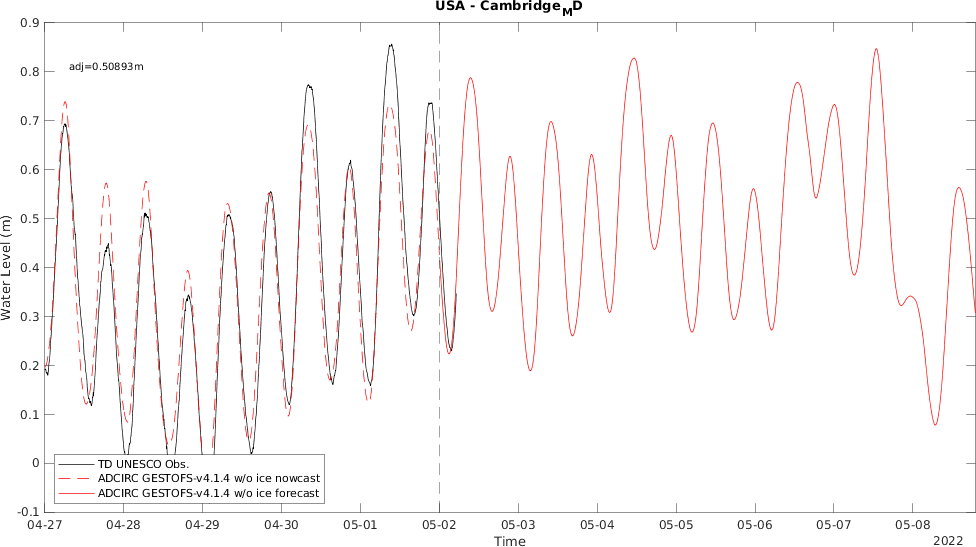 USA - Cambridge_MD
0.9
0.8
adj=0.50893m
0.7
0.6
0.5
0.4
0.3
0.2
0.1
0
-0.1
Water Level (m)
TD UNESCO Obs.
ADCIRC GESTOFS-v4.1.4 w/o ice nowcast
ADCIRC GESTOFS-v4.1.4 w/o ice forecast
04-27 04-28 04-29 04-30 05-01 05-02 05-03 05-04 05-05 05-06 05-07 05-08
Time
2022